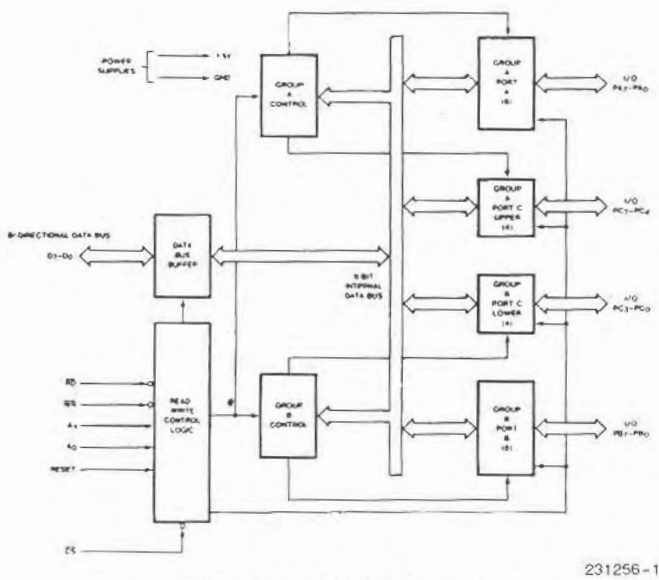 POWER
SUPPLIES
+5V
GND
GROUP
A
CONTROL
GROUP
A
PORT
A
(8)
I/O
PA7-PA0
GROUP
A
PORT C
UPPER
(4)
I/O
PC7-PC4
BI-DIRECTIONAL DATA BUS
D7-D0
DATA
BUS
BUFFER
8-BIT
INTERNAL
DATA BUS
GROUP
B
PORT C
LOWER
(4)
I/O
PC3-PC0
RD
WR
A1
A0
RESET
CS
READ
WRITE
CONTROL
LOGIC
GROUP
B
CONTROL
GROUP
B
PORT
B
(8)
I/O
PB7-PB0
231256-1